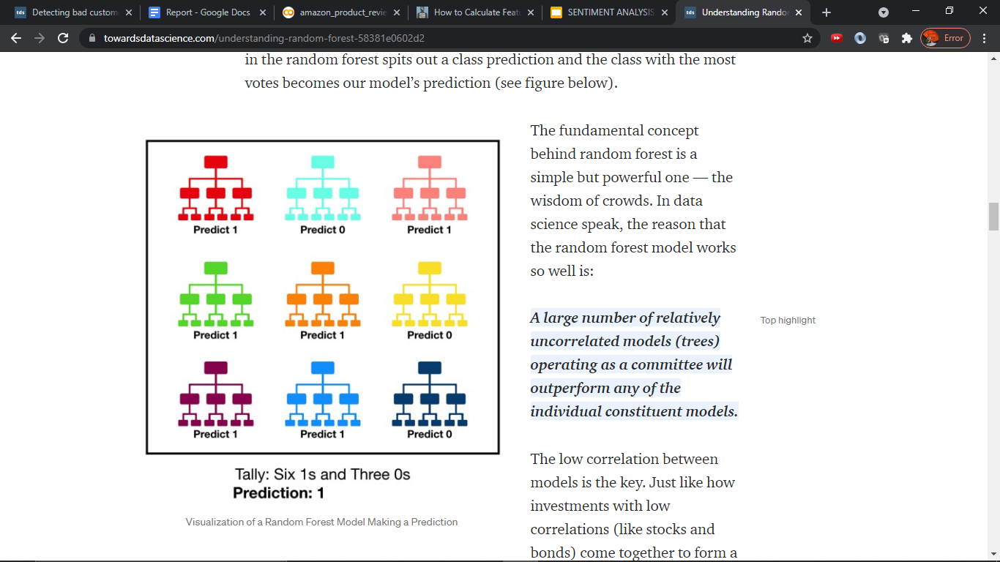 Detecting bad custom
Report - Google Docs
amazon_product_revie
How to Calculate Feat
SENTIMENT ANALYSIS
Understanding Rando
towardsdatascience.com/understanding-random-forest-58381e0602d2
Error
in the random forest spits out a class prediction and the class with the most
votes becomes our model’s prediction (see figure below).
Predict 1
Predict 0
Predict 1
Predict 1
Predict 1
Predict 0
Predict 1
Predict 1
Predict 0
Tally: Six 1s and Three 0s
Prediction: 1
Visualization of a Random Forest Model Making a Prediction
The fundamental concept
behind random forest is a
simple but powerful one — the
wisdom of crowds. In data
science speak, the reason that
the random forest model works
so well is:
A large number of relatively
uncorrelated models (trees)
operating as a committee will
outperform any of the
individual constituent models.
Top highlight
The low correlation between
models is the key. Just like how
investments with low
correlations (like stocks and
bonds) come together to form a